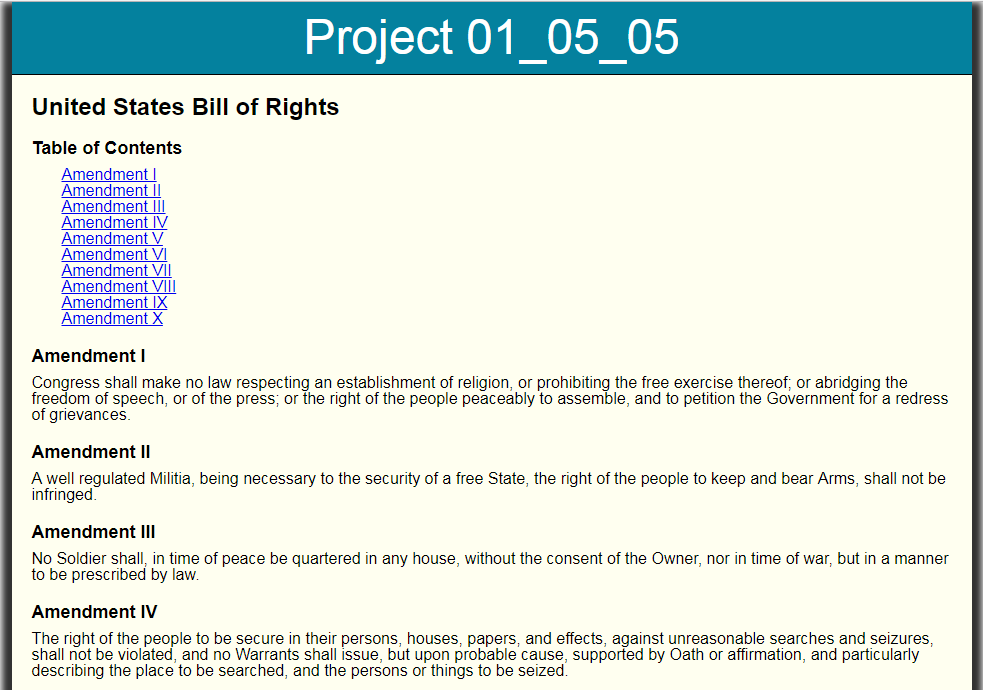 Project 01_05_05
United States Bill of Rights
Table of Contents
Amendment I
Amendment II
Amendment III
Amendment IV
Amendment V
Amendment VI
Amendment VII
Amendment VIII
Amendment IX
Amendment X
Amendment I
Congress shall make no law respecting an establishment of religion, or prohibiting the free exercise thereof; or abridging the
freedom of speech, or of the press; or the right of the people peaceably to assemble, and to petition the Government for a redress
of grievances.
Amendment II
A well regulated Militia, being necessary to the security of a free State, the right of the people to keep and bear Arms, shall not be
infringed.
Amendment III
No Soldier shall, in time of peace be quartered in any house, without the consent of the Owner, nor in time of war, but in a manner
to be prescribed by law.
Amendment IV
The right of the people to be secure in their persons, houses, papers, and effects, against unreasonable searches and seizures,
shall not be violated, and no Warrants shall issue, but upon probable cause, supported by Oath or affirmation, and particularly
describing the place to be searched, and the persons or things to be seized.